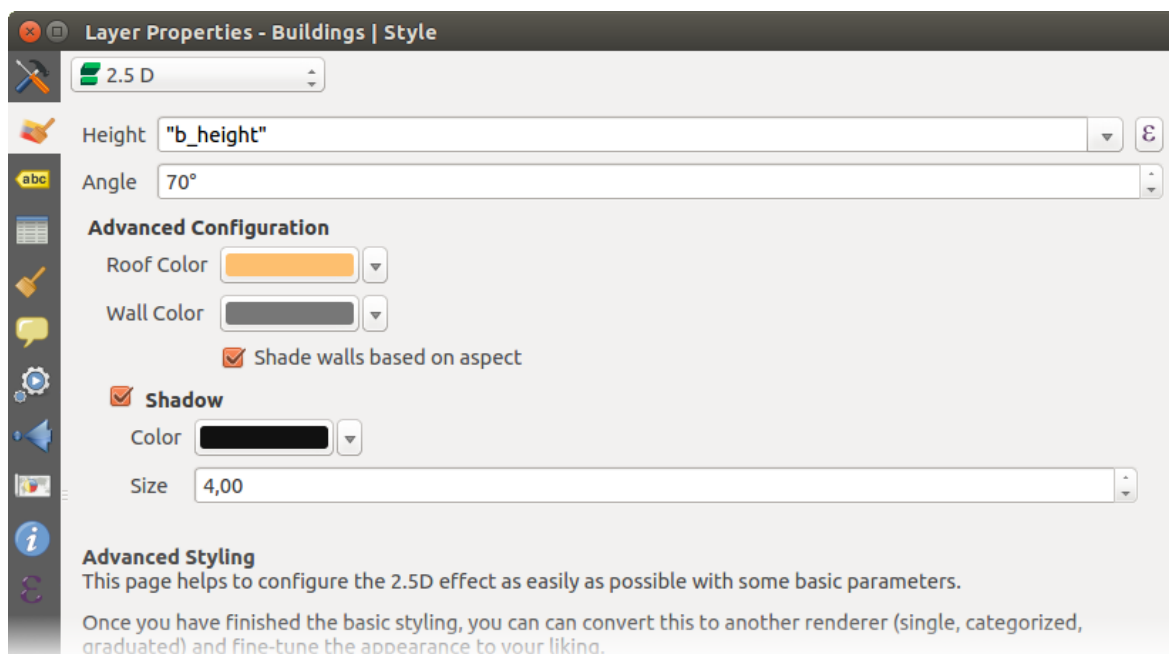 Layer Properties - Buildings | Style
2.5 D
Height "b_height" ε
abc
Angle 70°
Advanced Configuration
Roof Color
Wall Color
Shade walls based on aspect
Shadow
Color
Size 4,00
i
Advanced Styling
This page helps to configure the 2.5D effect as easily as possible with some basic parameters.
ε
Once you have finished the basic styling, you can can convert this to another renderer (single, categorized,
graduated) and fine-tune the appearance to your liking.